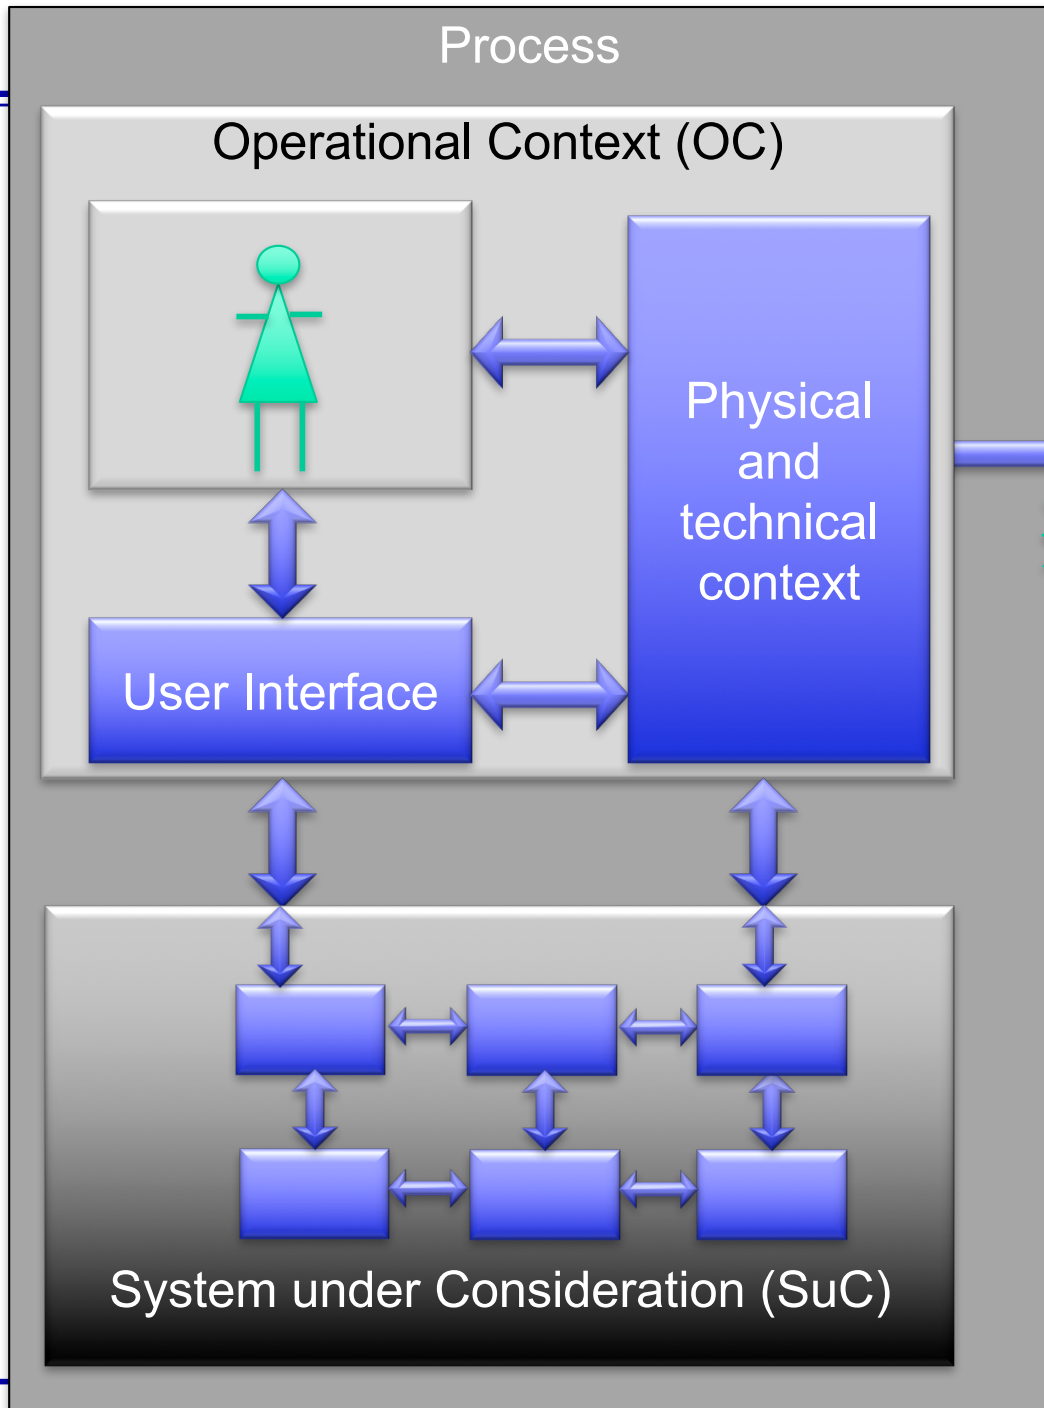 Process
Operational Context (OC)
Physical
and
technical
context
User Interface
System under Consideration (SuC)